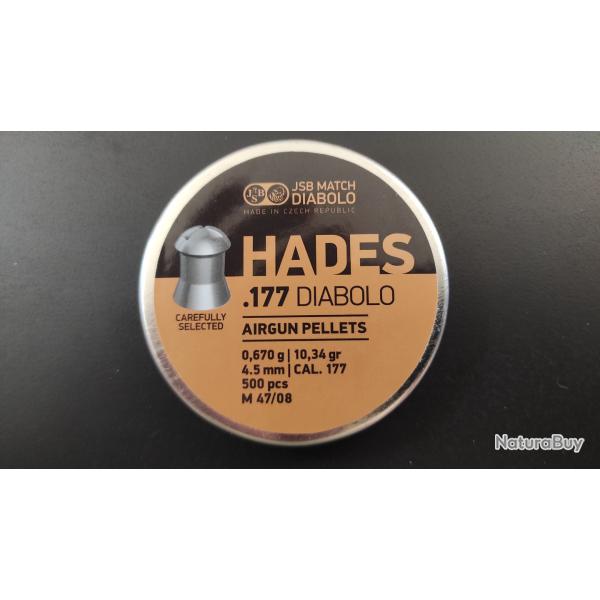 JSB
JSB MATCH
DIABOLO
MADE IN CZECH REPUBLIC
HADES
.177 DIABOLO
CAREFULLY
SELECTED
AIRGUN PELLETS
0,670 g | 10,34 gr
4.5 mm | CAL. 177
500 pcs
M 47/08
NaturaBuy